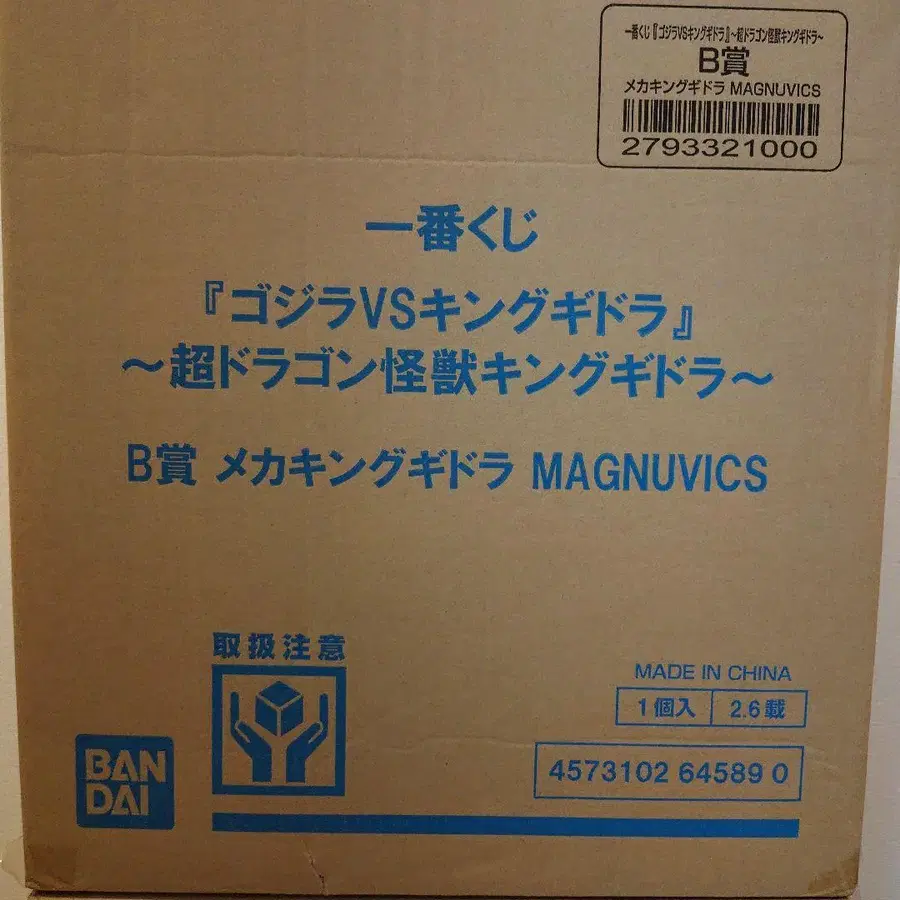 一番くじ『ゴジラVSキングギドラ』~超ドラゴン怪獣キングギドラ~
B賞
メカキングギドラ MAGNUVICS
2793321000
一番くじ
『ゴジラVSキングギドラ』
~超ドラゴン怪獣キングギドラ~
B賞 メカキングギドラ MAGNUVICS
取扱注意
MADE IN CHINA
1個入 2.6載
4573102 64589 0
BAN
DAI